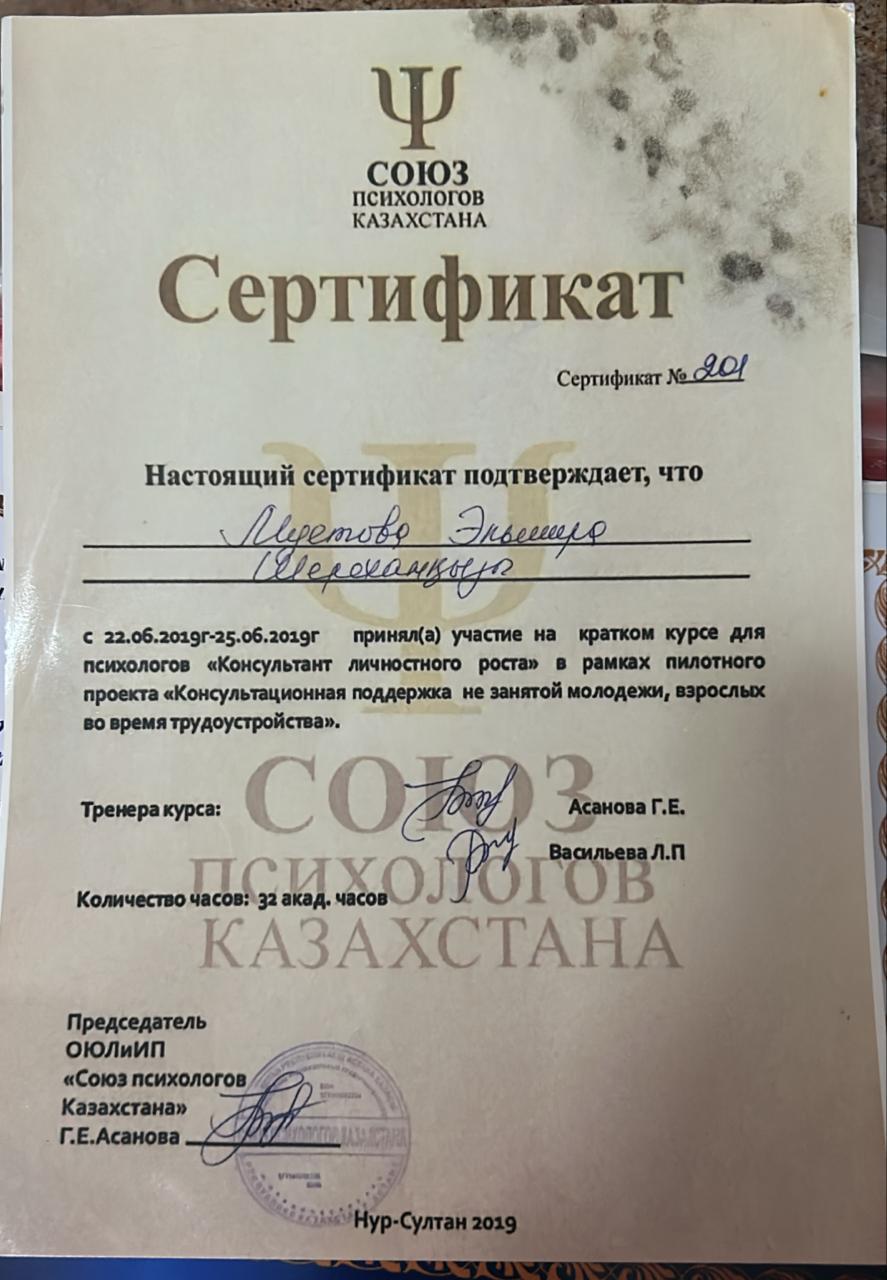 Ψ
СОЮЗ
ПСИХОЛОГОВ
КАЗАХСТАНА
Сертификат
Сертификат № 201
Настоящий сертификат подтверждает, что
Эльмира
Шереханқызы
с 22.06.2019г-25.06.2019г принял(а) участие на кратком курсе для
психологов «Консультант личностного роста» в рамках пилотного
проекта «Консультационная поддержка не занятой молодежи, взрослых
во время трудоустройства».
СОЮЗ
ПСИХОЛОГОВ
КАЗАХСТАНА
Тренера курса: Асанова Г.Е.
Васильева Л.П
Количество часов: 32 акад. часов
Председатель
ОЮЛиИП
«Союз психологов
Казахстана»
Г.Е.Асанова
Нур-Султан 2019